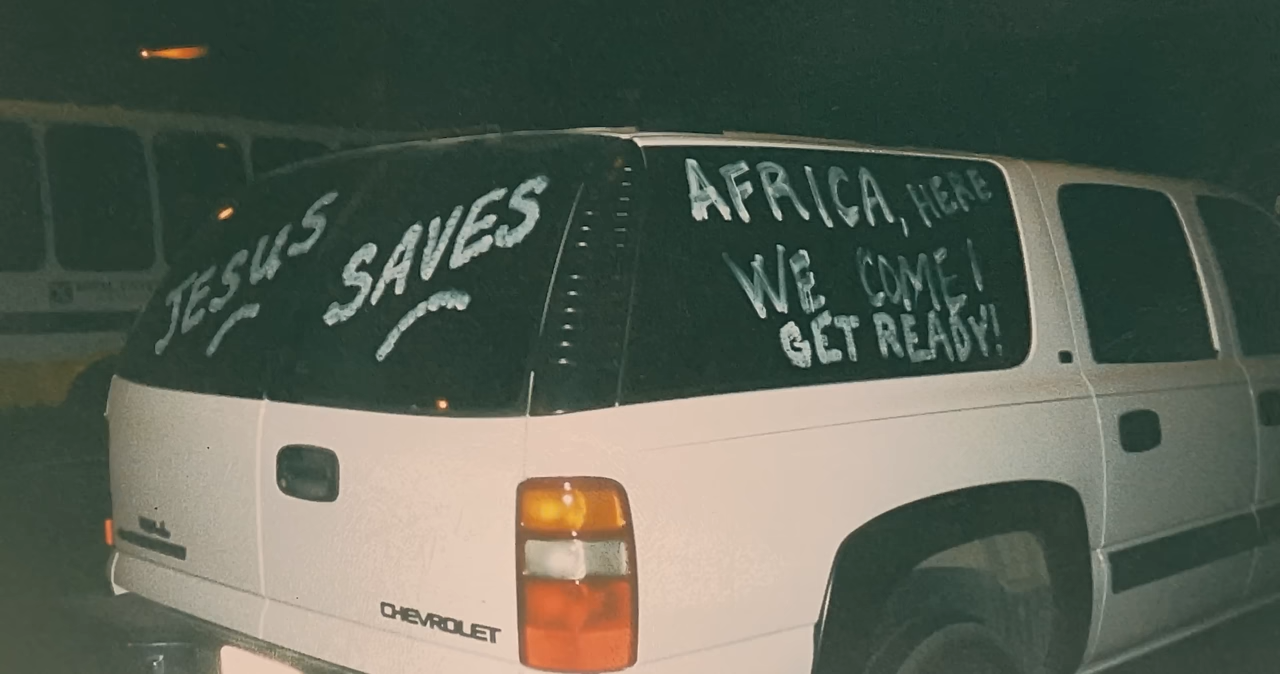 JESUS SAVES
AFRICA, HERE
WE COME!
GET READY!
CHEVROLET